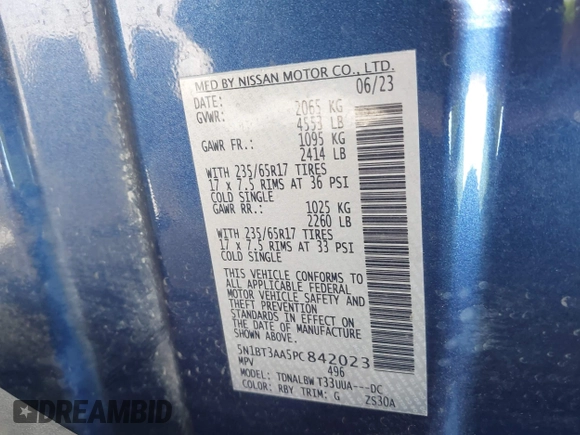 MFD BY NISSAN MOTOR CO., LTD.
DATE: 06/23
GVWR: 2065 KG
4553 LB
GAWR FR.: 1095 KG
2414 LB
WITH 235/65R17 TIRES
17 x 7.5 RIMS AT 36 PSI
COLD SINGLE
GAWR RR.: 1025 KG
2260 LB
WITH 235/65R17 TIRES
17 x 7.5 RIMS AT 33 PSI
COLD SINGLE
THIS VEHICLE CONFORMS TO
ALL APPLICABLE FEDERAL
MOTOR VEHICLE SAFETY AND
THEFT PREVENTION
STANDARDS IN EFFECT ON
THE DATE OF MANUFACTURE
SHOWN ABOVE.
5N1BT3AA5PC842023
MPV 496
MODEL: TDNALBW T33UUA---DC
COLOR: RBY TRIM: G ZS30A
DREAMBID